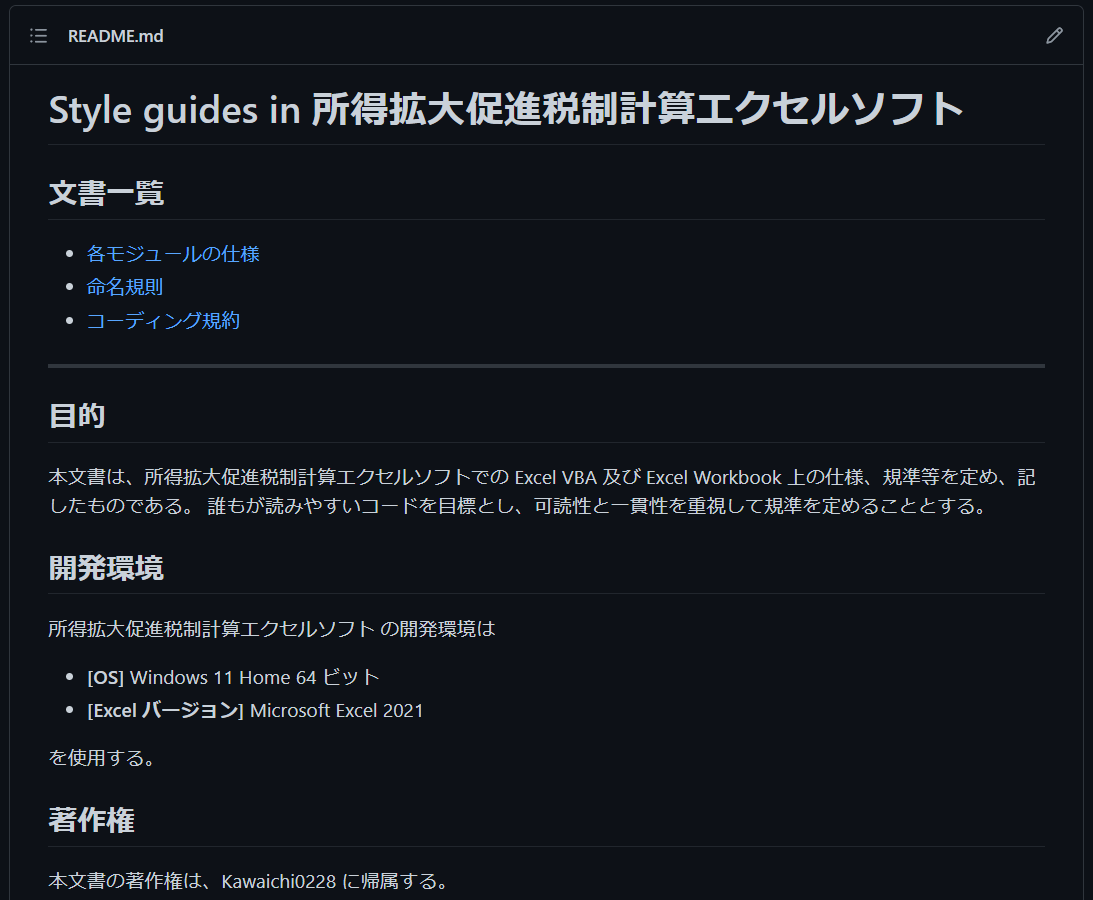 README.md
Style guides in 所得拡大促進税制計算エクセルソフト
文書一覧
各モジュールの仕様
命名規則
コーディング規約
目的
本文書は、所得拡大促進税制計算エクセルソフトでの Excel VBA 及び Excel Workbook 上の仕様、規準等を定め、記
したものである。 誰もが読みやすいコードを目標とし、可読性と一貫性を重視して規準を定めることとする。
開発環境
所得拡大促進税制計算エクセルソフト の開発環境は
[OS] Windows 11 Home 64 ビット
[Excel バージョン] Microsoft Excel 2021
を使用する。
著作権
本文書の著作権は、Kawaichi0228 に帰属する。